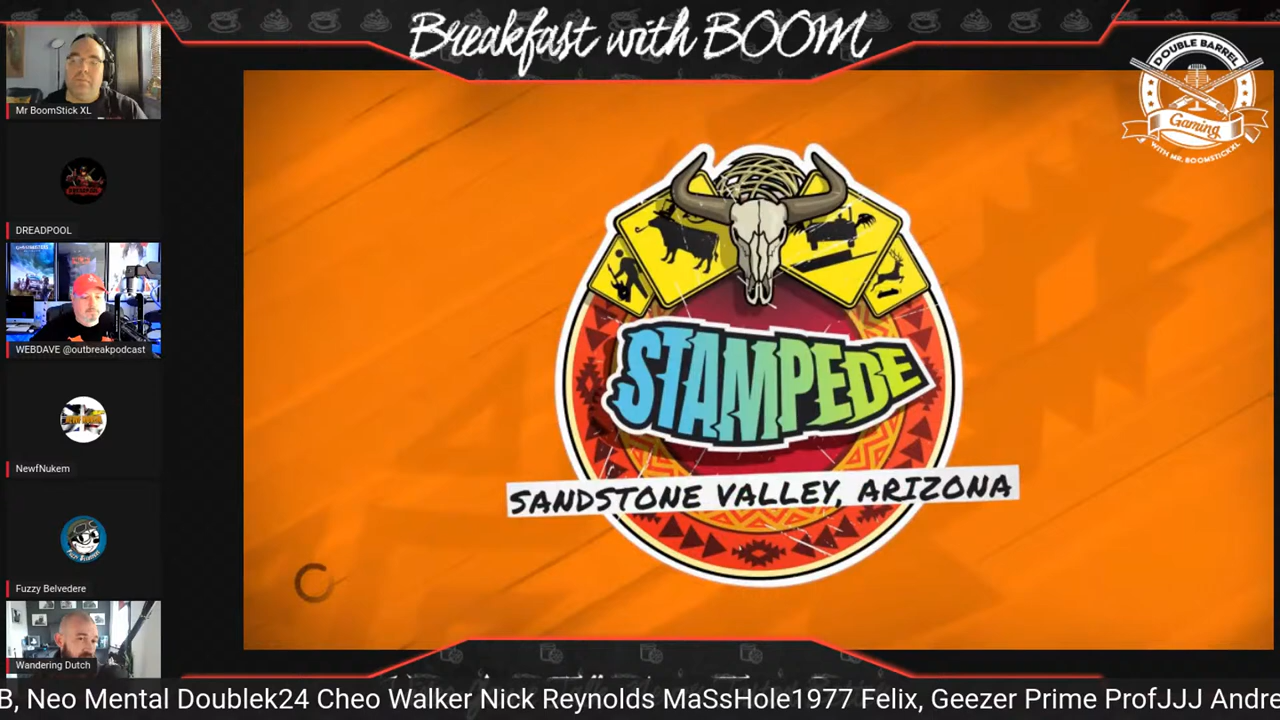 Breakfast with BOOM
DOUBLE BARREL
Gaming
WITH MR. BOOMSTICKXL
Mr BoomStick XL
DREADPOOL
WEBDAVE @outbreakpodcast
NewfNukem
Fuzzy Belvedere
Wandering Dutch
STAMPEDE
SANDSTONE VALLEY, ARIZONA
B, Neo Mental Doublek24 Cheo Walker Nick Reynolds MaSsHole1977 Felix, Geezer Prime ProfJJJ Andre